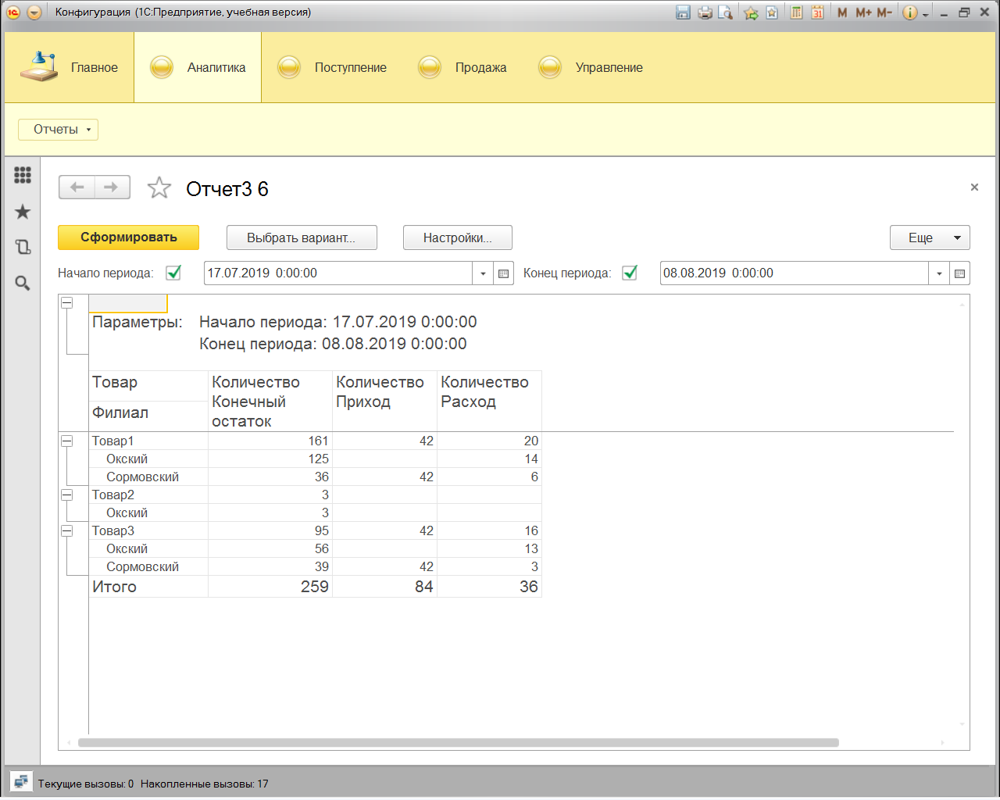 Конфигурация (1С:Предприятие, учебная версия)
31 M M+ M-
Главное Аналитика Поступление Продажа Управление
Отчеты
Отчет3 6
Сформировать Выбрать вариант... Настройки... Еще
Начало периода: 17.07.2019 0:00:00 Конец периода: 08.08.2019 0:00:00
Параметры: Начало периода: 17.07.2019 0:00:00
Конец периода: 08.08.2019 0:00:00
Товар Количество Количество Количество
Филиал Конечный Приход Расход
остаток
Товар1 161 42 20
Окский 125 14
Сормовский 36 42 6
Товар2 3
Окский 3
Товар3 95 42 16
Окский 56 13
Сормовский 39 42 3
Итого 259 84 36
Текущие вызовы: 0 Накопленные вызовы: 17